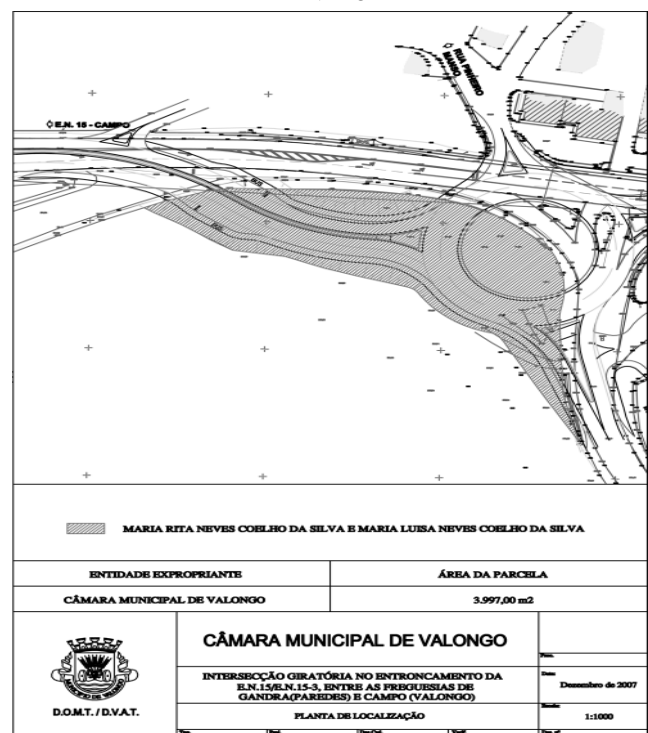 RUA PINHEIRO
MANSO
E.N. 15 - CAMPO
MARIA RITA NEVES COELHO DA SILVA E MARIA LUISA NEVES COELHO DA SILVA
ENTIDADE EXPROPRIANTE
ÁREA DA PARCELA
CÂMARA MUNICIPAL DE VALONGO
3.997,00 m2
CÂMARA MUNICIPAL DE VALONGO
INTERSECÇÃO GIRATÓRIA NO ENTRONCAMENTO DA
E.N.15/E.N.15-3, ENTRE AS FREGUESIAS DE
GANDRA(PAREDES) E CAMPO (VALONGO)
Data:
Dezembro de 2007
D.O.M.T. / D.V.A.T.
PLANTA DE LOCALIZAÇÃO
Escala:
1:1000